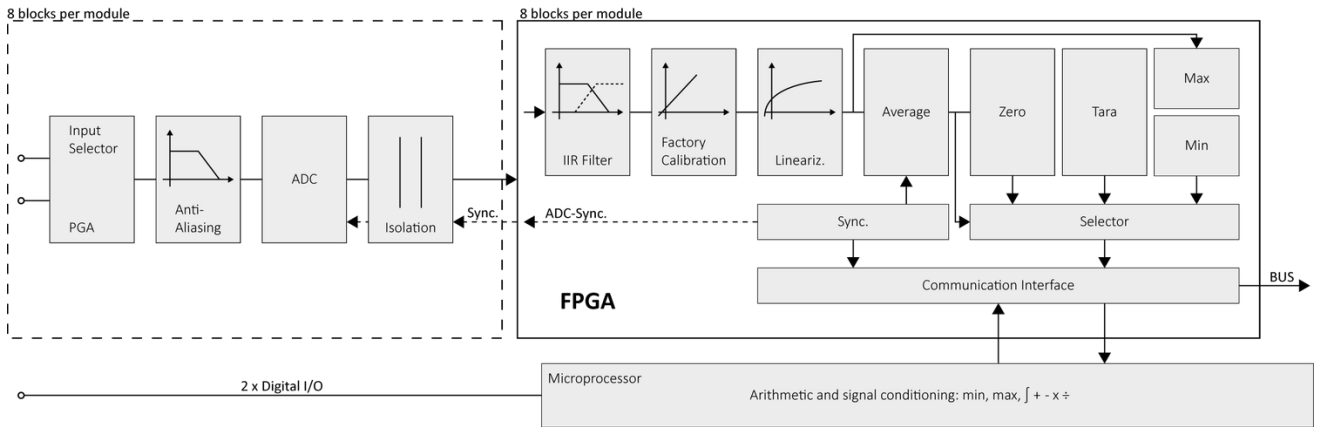 8 blocks per module
8 blocks per module
Input
Selector
PGA
Anti-
Aliasing
ADC
Isolation
Sync.
ADC-Sync.
IIR Filter
Factory
Calibration
Lineariz.
Average
Zero
Tara
Max
Min
Sync.
Selector
Communication Interface
BUS
FPGA
2 x Digital I/O
Microprocessor
Arithmetic and signal conditioning: min, max, ∫ + - x ÷